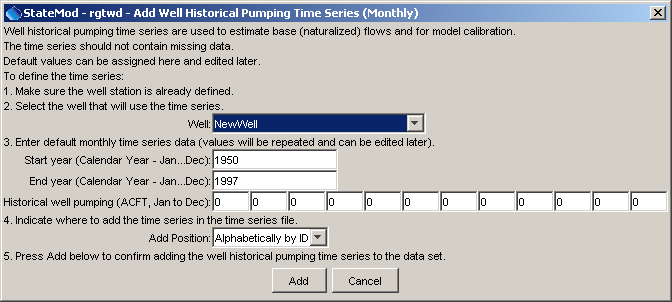 StateMod - rgtwd - Add Well Historical Pumping Time Series (Monthly)
Well historical pumping time series are used to estimate base (naturalized) flows and for model calibration.
The time series should not contain missing data.
Default values can be assigned here and edited later.
To define the time series:
1. Make sure the well station is already defined.
2. Select the well that will use the time series.
Well: NewWell
3. Enter default monthly time series data (values will be repeated and can be edited later).
Start year (Calendar Year - Jan...Dec): 1950
End year (Calendar Year - Jan...Dec): 1997
Historical well pumping (ACFT, Jan to Dec): 0 0 0 0 0 0 0 0 0 0 0 0
4. Indicate where to add the time series in the time series file.
Add Position: Alphabetically by ID
5. Press Add below to confirm adding the well historical pumping time series to the data set.
Add Cancel